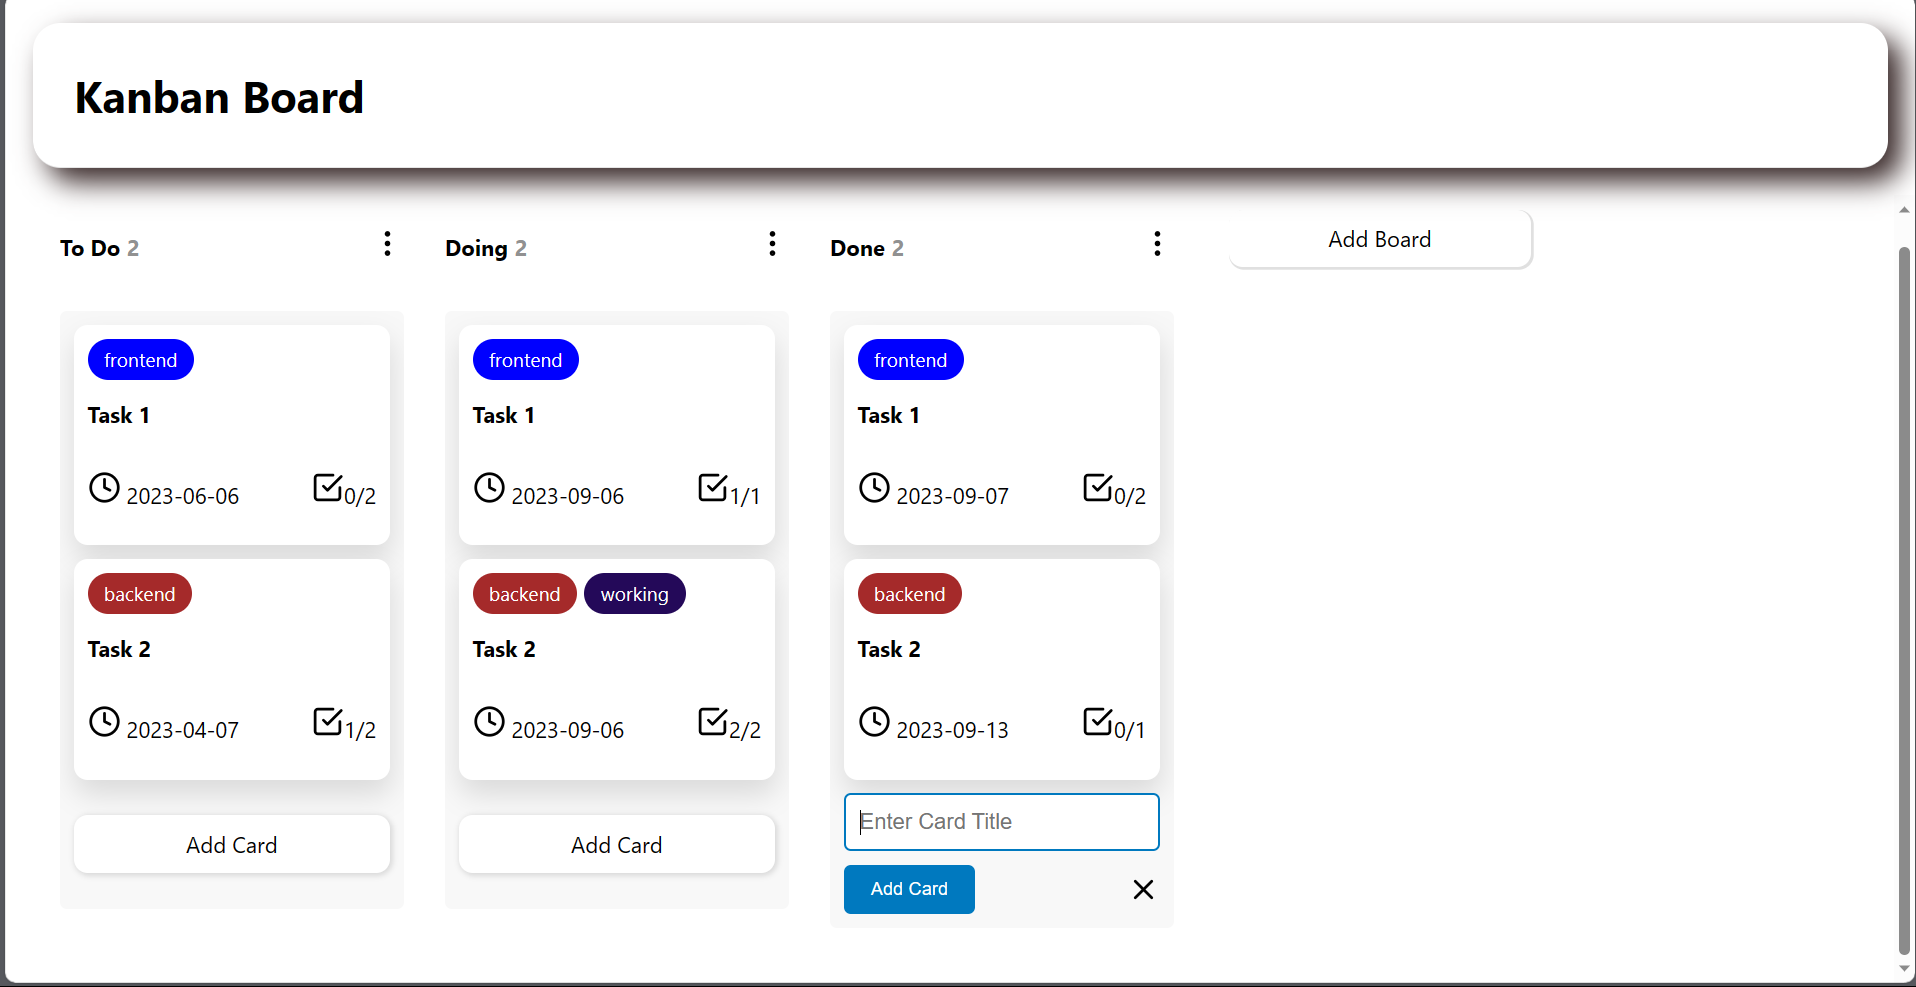 Kanban Board
To Do 2
frontend
Task 1
2023-06-06 0/2
backend
Task 2
2023-04-07 1/2
Add Card
Doing 2
frontend
Task 1
2023-09-06 1/1
backend working
Task 2
2023-09-06 2/2
Add Card
Done 2
frontend
Task 1
2023-09-07 0/2
backend
Task 2
2023-09-13 0/1
Enter Card Title
Add Card
Add Board